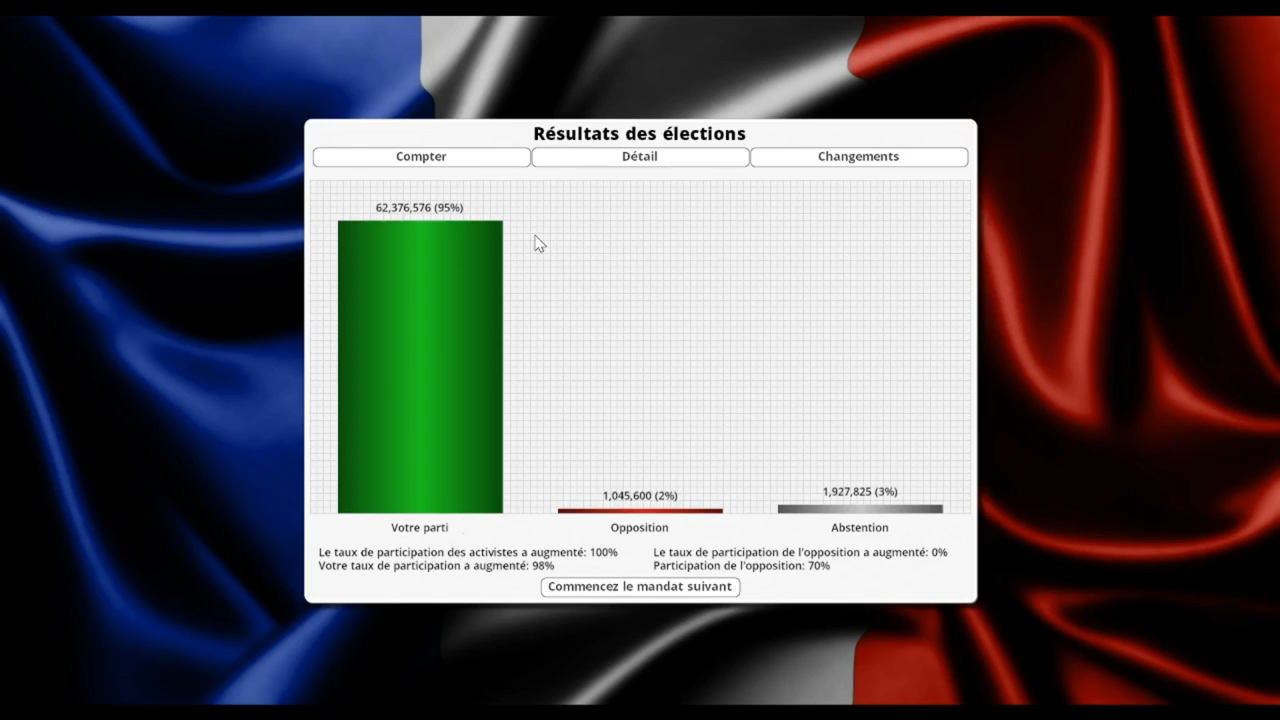 Résultats des élections
Compter Détail Changements
62,376,576 (95%)
1,045,600 (2%)
1,927,825 (3%)
Votre parti Opposition Abstention
Le taux de participation des activistes a augmenté: 100% Le taux de participation de l'opposition a augmenté: 0%
Votre taux de participation a augmenté: 98% Participation de l'opposition: 70%
Commencez le mandat suivant